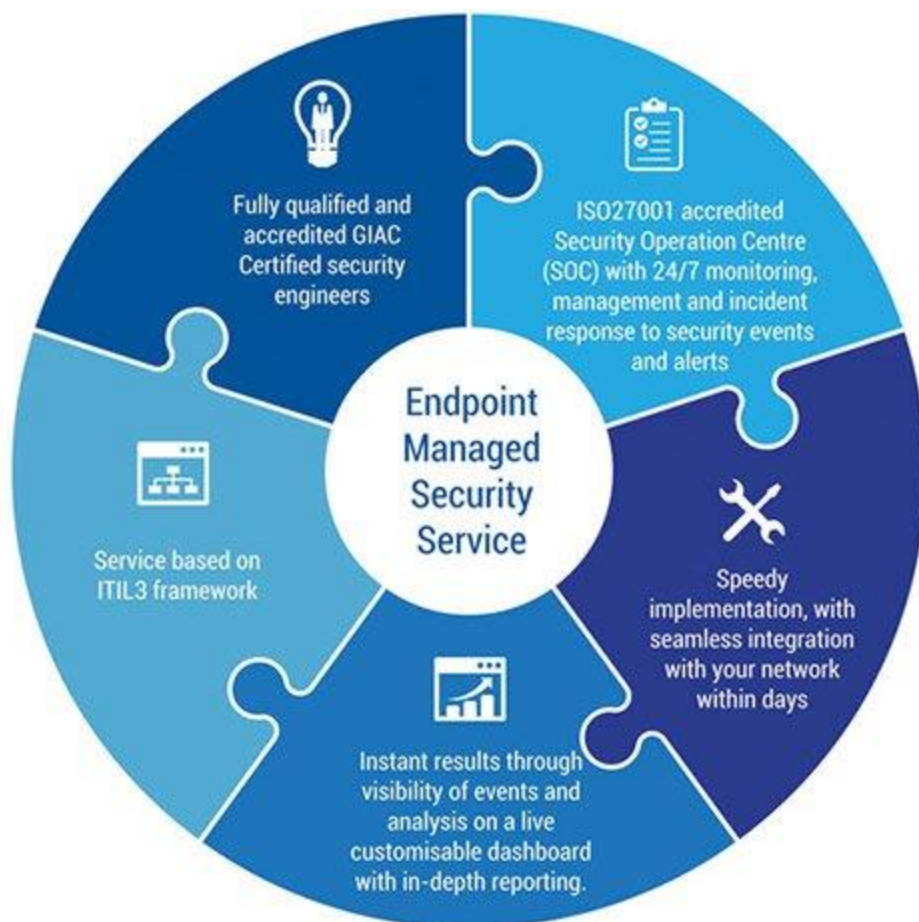 Fully qualified and
accredited GIAC
Certified security
engineers
ISO27001 accredited
Security Operation Centre
(SOC) with 24/7 monitoring,
management and incident
response to security events
and alerts
Endpoint
Managed
Security
Service
Service based on
ITIL3 framework
Speedy
implementation, with
seamless integration
with your network
within days
Instant results through
visibility of events and
analysis on a live
customisable dashboard
with in-depth reporting.